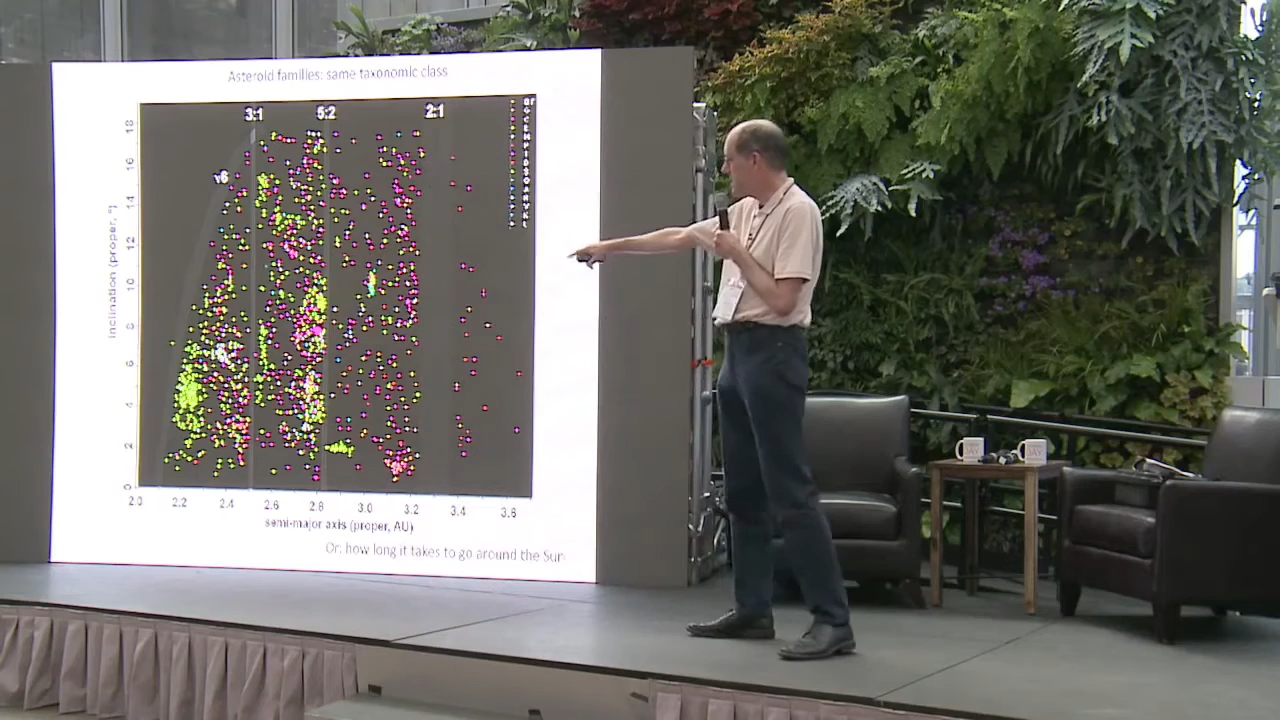 Asteroid families: same taxonomic class
3:1
5:2
2:1
ν6
18
16
14
12
10
8
6
4
2
0
Inclination (proper, °)
2.0 2.2 2.4 2.6 2.8 3.0 3.2 3.4 3.6
semi-major axis (proper, AU)
Or: how long it takes to go around the Sun
DAY